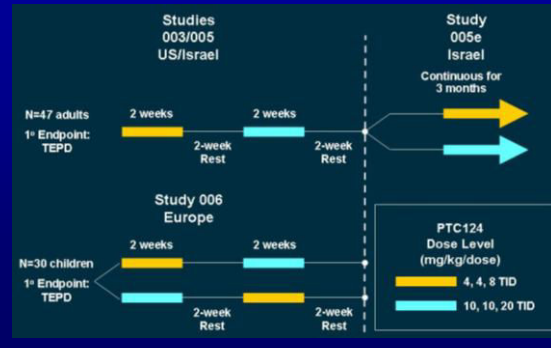 Studies
003/005
US/Israel
Study
005e
Israel
Continuous for
3 months
N=47 adults
1º Endpoint:
TEPD
2 weeks
2 weeks
2-week
Rest
2-week
Rest
Study 006
Europe
N=30 children
1º Endpoint:
TEPD
2 weeks
2 weeks
2-week
Rest
2-week
Rest
PTC124
Dose Level
(mg/kg/dose)
4, 4, 8 TID
10, 10, 20 TID